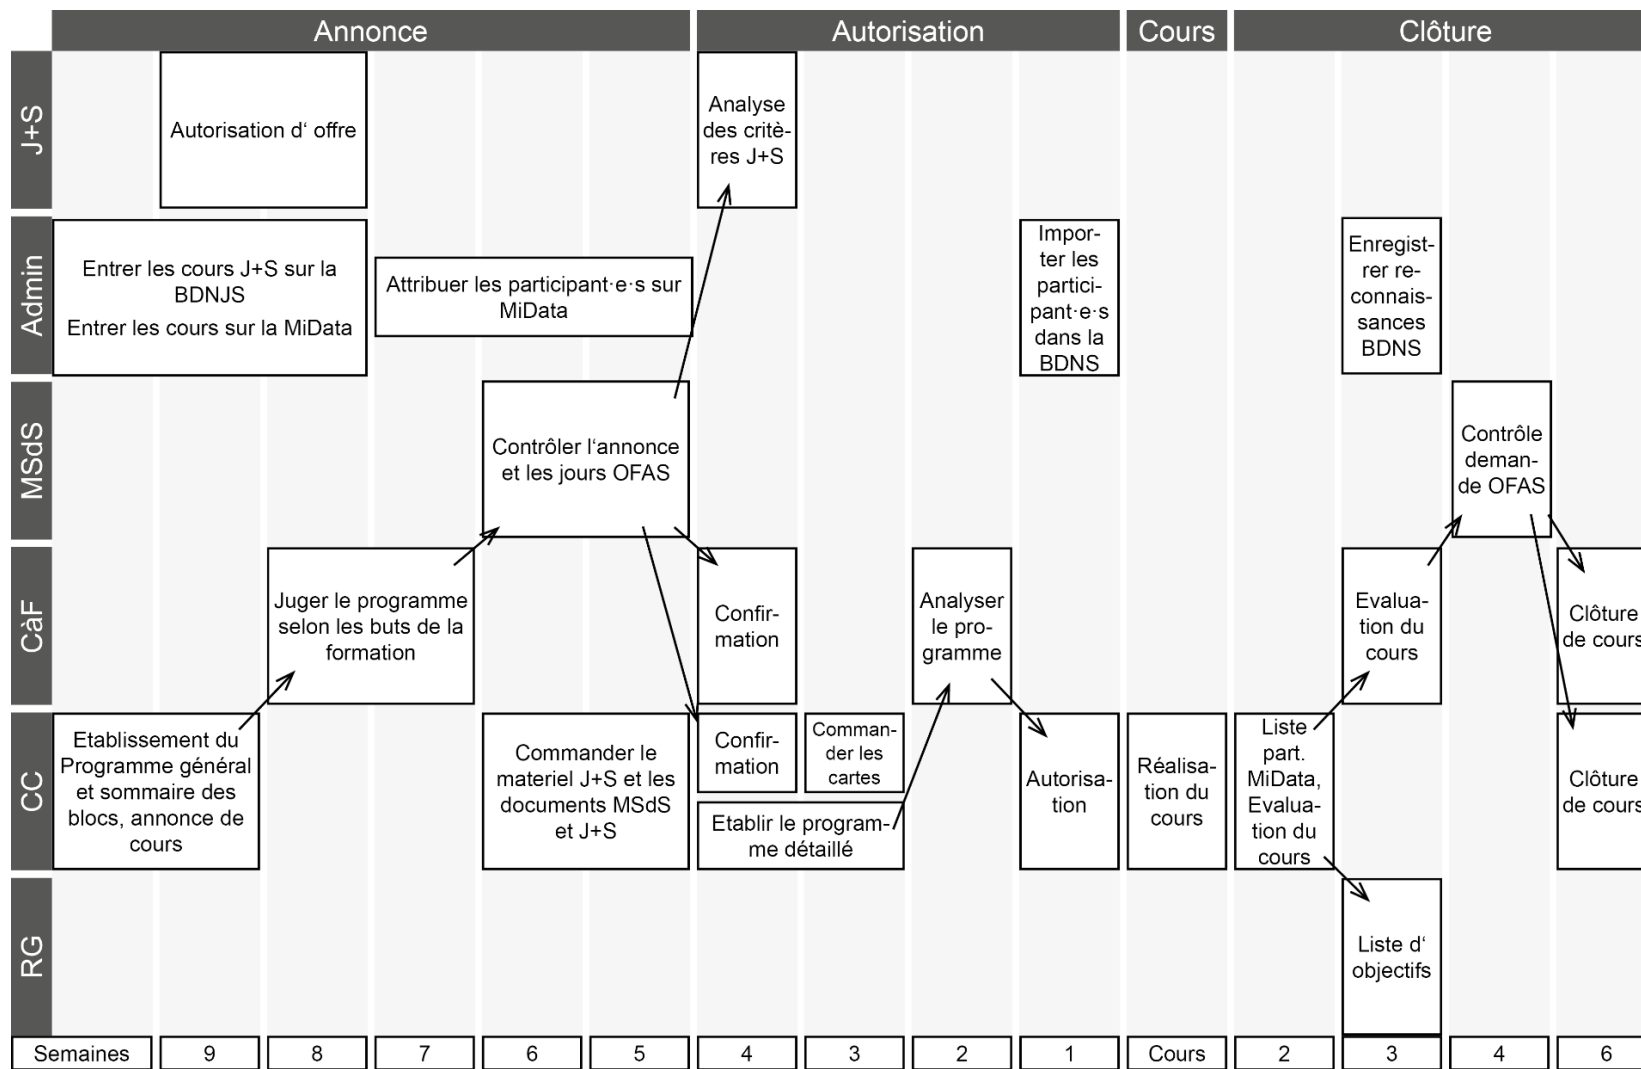 Annonce
Autorisation
Cours
Clôture
J+S
Autorisation d‘ offre
Analyse
des critè-
res J+S
Admin
Entrer les cours J+S sur la
BDNJS
Entrer les cours sur la MiData
Attribuer les participant·e·s sur
MiData
Impor-
ter les
partici-
pant·e·s
dans la
BDNS
Enregist-
rer re-
connais-
sances
BDNS
MSdS
Contrôler l‘annonce
et les jours OFAS
Contrôle
deman-
de OFAS
CàF
Juger le programme
selon les buts de la
formation
Confir-
mation
Analyser
le pro-
gramme
Evalua-
tion du
cours
Clôture
de cours
CC
Etablissement du
Programme général
et sommaire des
blocs, annonce de
cours
Commander le
materiel J+S et les
documents MSdS
et J+S
Confir-
mation
Comman-
der les
cartes
Etablir le program-
me détaillé
Autorisa-
tion
Réalisa-
tion du
cours
Liste
part.
MiData,
Evalua-
tion du
cours
Clôture
de cours
RG
Liste d‘
objectifs
Semaines 9 8 7 6 5 4 3 2 1 Cours 2 3 4 6